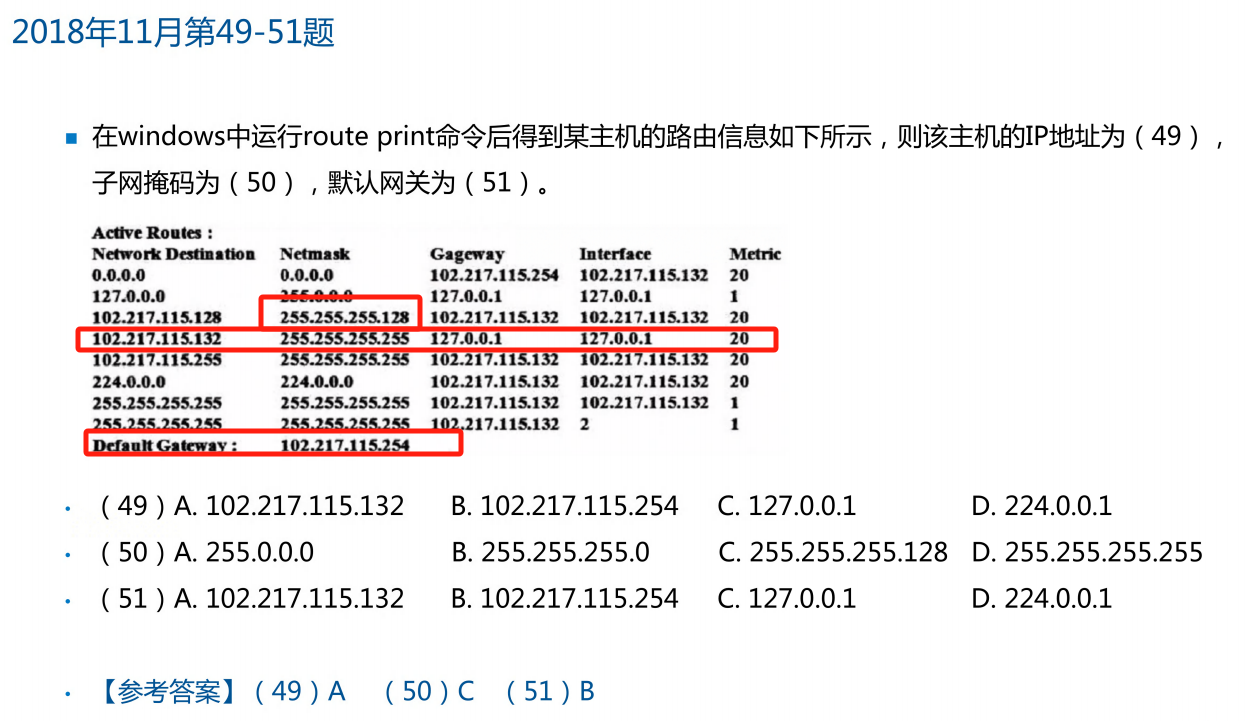 2018年11月第49-51题
在windows中运行route print命令后得到某主机的路由信息如下所示，则该主机的IP地址为（49），
子网掩码为（50），默认网关为（51）。
Active Routes :
Network Destination Netmask Gageway Interface Metric
0.0.0.0 0.0.0.0 102.217.115.254 102.217.115.132 20
127.0.0.0 255.0.0.0 127.0.0.1 127.0.0.1 1
102.217.115.128 255.255.255.128 102.217.115.132 102.217.115.132 20
102.217.115.132 255.255.255.255 127.0.0.1 127.0.0.1 20
102.217.115.255 255.255.255.255 102.217.115.132 102.217.115.132 20
224.0.0.0 224.0.0.0 102.217.115.132 102.217.115.132 20
255.255.255.255 255.255.255.255 102.217.115.132 102.217.115.132 1
255.255.255.255 255.255.255.255 102.217.115.132 2 1
Default Gateway : 102.217.115.254
（49）A. 102.217.115.132 B. 102.217.115.254 C. 127.0.0.1 D. 224.0.0.1
（50）A. 255.0.0.0 B. 255.255.255.0 C. 255.255.255.128 D. 255.255.255.255
（51）A. 102.217.115.132 B. 102.217.115.254 C. 127.0.0.1 D. 224.0.0.1
【参考答案】（49）A （50）C （51）B